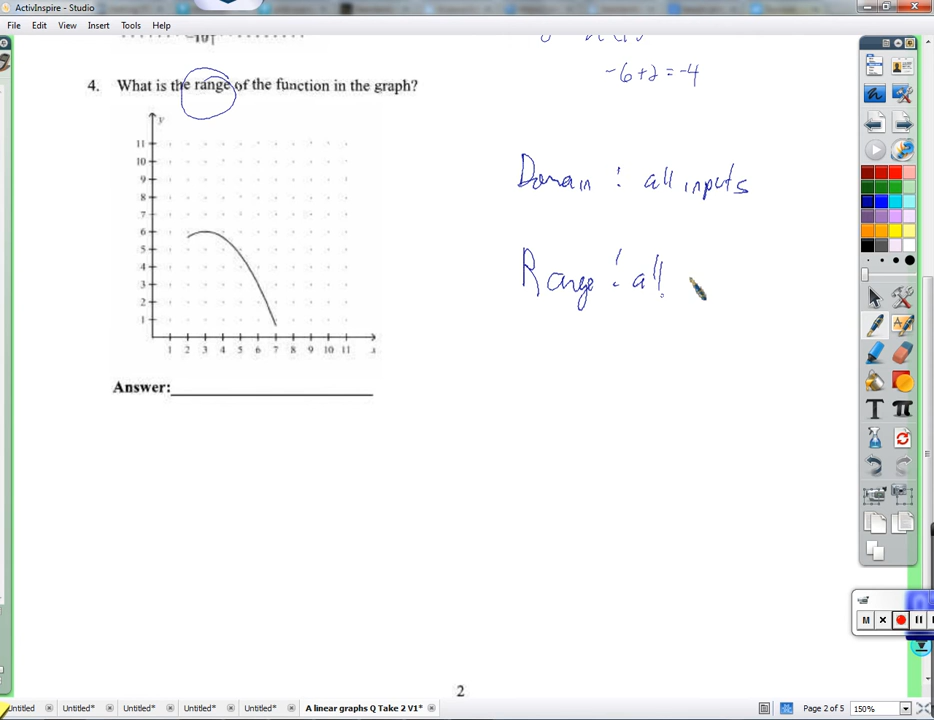 ActivInspire - Studio
File Edit View Insert Tools Help
-10
-6+2=-4
4. What is the range of the function in the graph?
y
11
10
9
8
7
6
5
4
3
2
1
1 2 3 4 5 6 7 8 9 10 11 x
Domain : all inputs
Range : all
Answer:
2
M
T
Untitled Untitled* Untitled* Untitled* Untitled* A linear graphs Q Take 2 V1* Page 2 of 5 150%